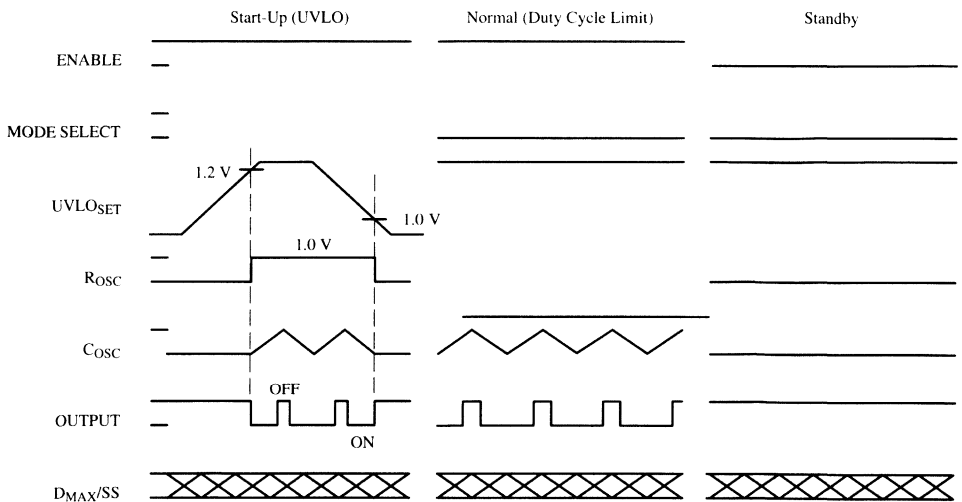 Start-Up (UVLO)
Normal (Duty Cycle Limit)
Standby
ENABLE
MODE SELECT
1.2 V
UVLOSET
1.0 V
1.0 V
ROSC
COSC
OFF
OUTPUT
ON
DMAX/SS